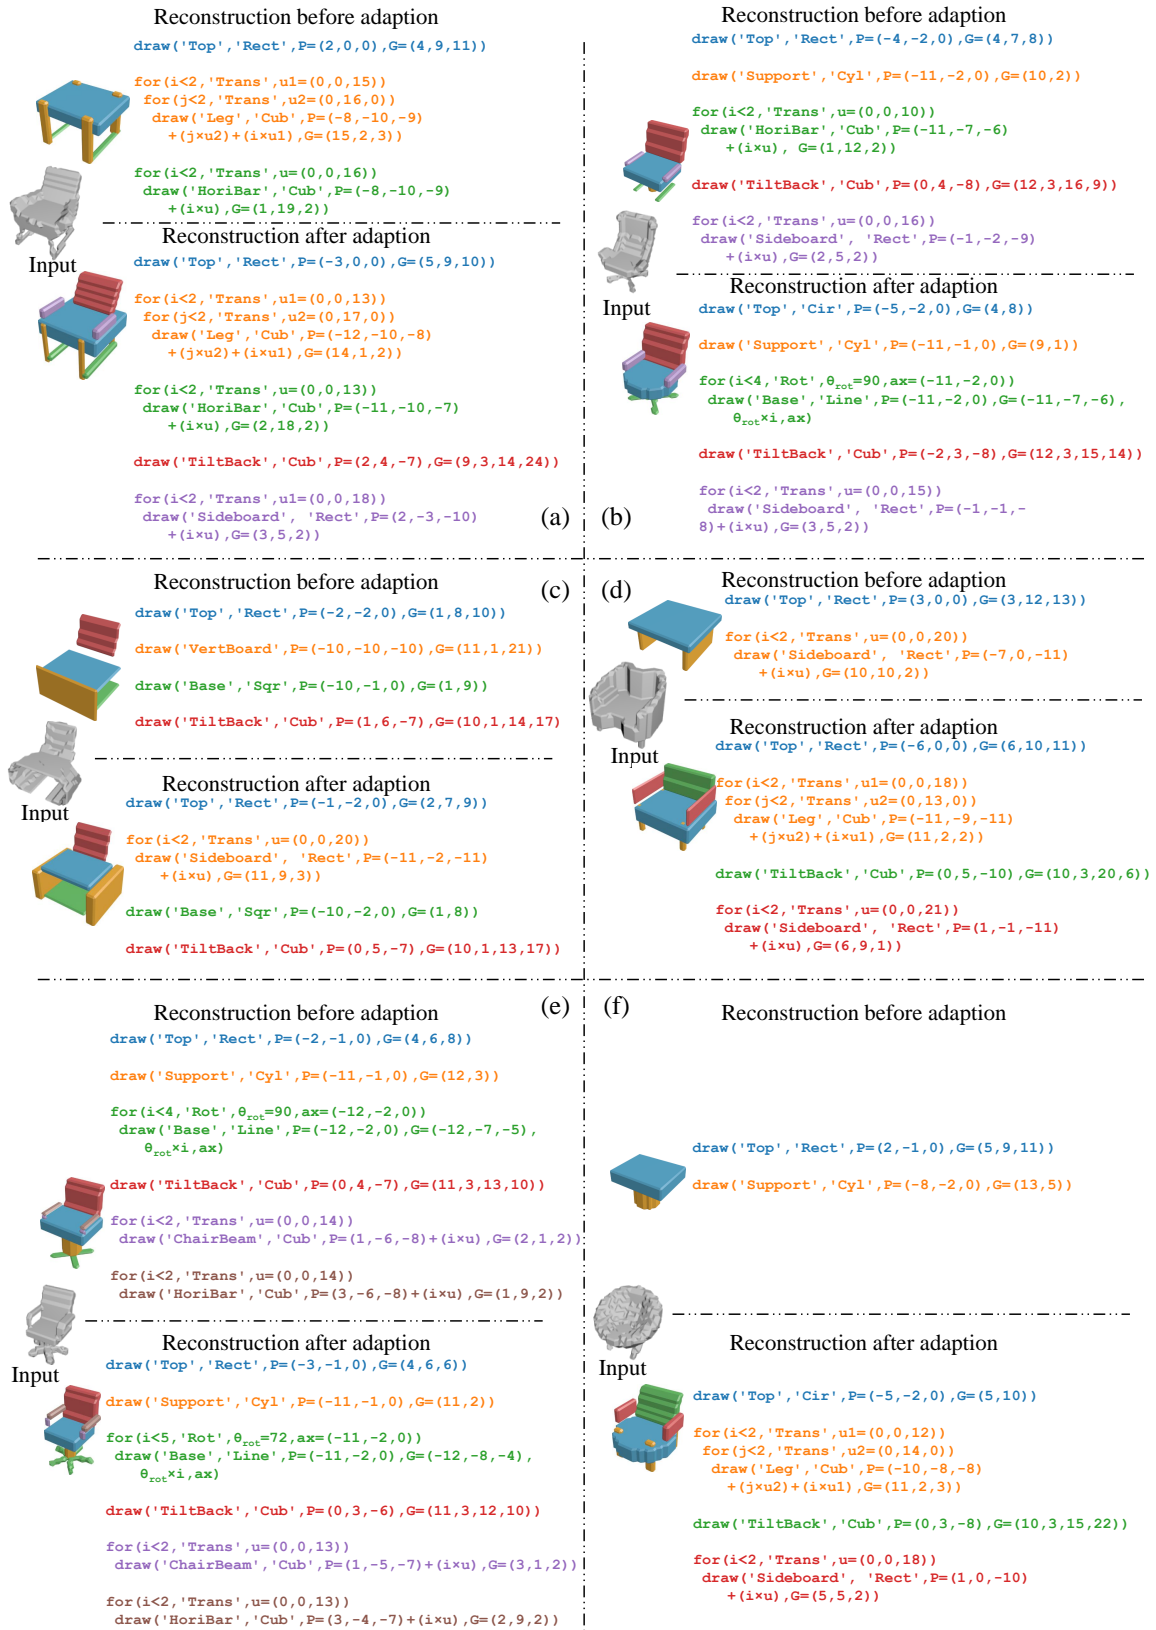 Reconstruction before adaption
draw('Top','Rect',P=(2,0,0),G=(4,9,11))
for(i<2,'Trans',u1=(0,0,15))
for(j<2,'Trans',u2=(0,16,0))
draw('Leg','Cub',P=(-8,-10,-9)
+(j×u2)+(i×u1),G=(15,2,3))
for(i<2,'Trans',u=(0,0,16))
draw('HoriBar','Cub',P=(-8,-10,-9)
+(i×u),G=(1,19,2))
Input
Reconstruction after adaption
draw('Top','Rect',P=(-3,0,0),G=(5,9,10))
for(i<2,'Trans',u1=(0,0,13))
for(j<2,'Trans',u2=(0,17,0))
draw('Leg','Cub',P=(-12,-10,-8)
+(j×u2)+(i×u1),G=(14,1,2))
for(i<2,'Trans',u=(0,0,13))
draw('HoriBar','Cub',P=(-11,-10,-7)
+(i×u),G=(2,18,2))
draw('TiltBack','Cub',P=(2,4,-7),G=(9,3,14,24))
for(i<2,'Trans',u1=(0,0,18))
draw('Sideboard', 'Rect',P=(2,-3,-10)
+(i×u),G=(3,5,2))
(a)
Reconstruction before adaption
draw('Top','Rect',P=(-4,-2,0),G=(4,7,8))
draw('Support','Cyl',P=(-11,-2,0),G=(10,2))
for(i<2,'Trans',u=(0,0,10))
draw('HoriBar','Cub',P=(-11,-7,-6)
+(i×u), G=(1,12,2))
draw('TiltBack','Cub',P=(0,4,-8),G=(12,3,16,9))
for(i<2,'Trans',u=(0,0,16))
draw('Sideboard', 'Rect',P=(-1,-2,-9)
+(i×u),G=(2,5,2))
Input
Reconstruction after adaption
draw('Top','Cir',P=(-5,-2,0),G=(4,8))
draw('Support','Cyl',P=(-11,-1,0),G=(9,1))
for(i<4,'Rot',θrot=90,ax=(-11,-2,0))
draw('Base','Line',P=(-11,-2,0),G=(-11,-7,-6),
θrot×i,ax)
draw('TiltBack','Cub',P=(-2,3,-8),G=(12,3,15,14))
for(i<2,'Trans',u=(0,0,15))
draw('Sideboard', 'Rect',P=(-1,-1,-
8)+(i×u),G=(3,5,2))
(b)
Reconstruction before adaption
(c)
draw('Top','Rect',P=(-2,-2,0),G=(1,8,10))
draw('VertBoard',P=(-10,-10,-10),G=(11,1,21))
draw('Base','Sqr',P=(-10,-1,0),G=(1,9))
draw('TiltBack','Cub',P=(1,6,-7),G=(10,1,14,17)
Input
Reconstruction after adaption
draw('Top','Rect',P=(-1,-2,0),G=(2,7,9))
for(i<2,'Trans',u=(0,0,20))
draw('Sideboard', 'Rect',P=(-11,-2,-11)
+(i×u),G=(11,9,3))
draw('Base','Sqr',P=(-10,-2,0),G=(1,8))
draw('TiltBack','Cub',P=(0,5,-7),G=(10,1,13,17))
(d)
Reconstruction before adaption
draw('Top','Rect',P=(3,0,0),G=(3,12,13))
for(i<2,'Trans',u=(0,0,20))
draw('Sideboard', 'Rect',P=(-7,0,-11)
+(i×u),G=(10,10,2))
Input
Reconstruction after adaption
draw('Top','Rect',P=(-6,0,0),G=(6,10,11))
for(i<2,'Trans',u1=(0,0,18))
for(j<2,'Trans',u2=(0,13,0))
draw('Leg','Cub',P=(-11,-9,-11)
+(j×u2)+(i×u1),G=(11,2,2))
draw('TiltBack','Cub',P=(0,5,-10),G=(10,3,20,6))
for(i<2,'Trans',u=(0,0,21))
draw('Sideboard', 'Rect',P=(1,-1,-11)
+(i×u),G=(6,9,1))
Reconstruction before adaption
(e)
draw('Top','Rect',P=(-2,-1,0),G=(4,6,8))
draw('Support','Cyl',P=(-11,-1,0),G=(12,3))
for(i<4,'Rot',θrot=90,ax=(-12,-2,0))
draw('Base','Line',P=(-12,-2,0),G=(-12,-7,-5),
θrot×i,ax)
draw('TiltBack','Cub',P=(0,4,-7),G=(11,3,13,10))
for(i<2,'Trans',u=(0,0,14))
draw('ChairBeam','Cub',P=(1,-6,-8)+(i×u),G=(2,1,2))
for(i<2,'Trans',u=(0,0,14))
draw('HoriBar','Cub',P=(3,-6,-8)+(i×u),G=(1,9,2))
Input
Reconstruction after adaption
draw('Top','Rect',P=(-3,-1,0),G=(4,6,6))
draw('Support','Cyl',P=(-11,-1,0),G=(11,2))
for(i<5,'Rot',θrot=72,ax=(-11,-2,0))
draw('Base','Line',P=(-11,-2,0),G=(-12,-8,-4),
θrot×i,ax)
draw('TiltBack','Cub',P=(0,3,-6),G=(11,3,12,10))
for(i<2,'Trans',u=(0,0,13))
draw('ChairBeam','Cub',P=(1,-5,-7)+(i×u),G=(3,1,2))
for(i<2,'Trans',u=(0,0,13))
draw('HoriBar','Cub',P=(3,-4,-7)+(i×u),G=(2,9,2))
(f)
Reconstruction before adaption
draw('Top','Rect',P=(2,-1,0),G=(5,9,11))
draw('Support','Cyl',P=(-8,-2,0),G=(13,5))
Input
Reconstruction after adaption
draw('Top','Cir',P=(-5,-2,0),G=(5,10))
for(i<2,'Trans',u1=(0,0,12))
for(j<2,'Trans',u2=(0,14,0))
draw('Leg','Cub',P=(-10,-8,-8)
+(j×u2)+(i×u1),G=(11,2,3))
draw('TiltBack','Cub',P=(0,3,-8),G=(10,3,15,22))
for(i<2,'Trans',u=(0,0,18))
draw('Sideboard', 'Rect',P=(1,0,-10)
+(i×u),G=(5,5,2))